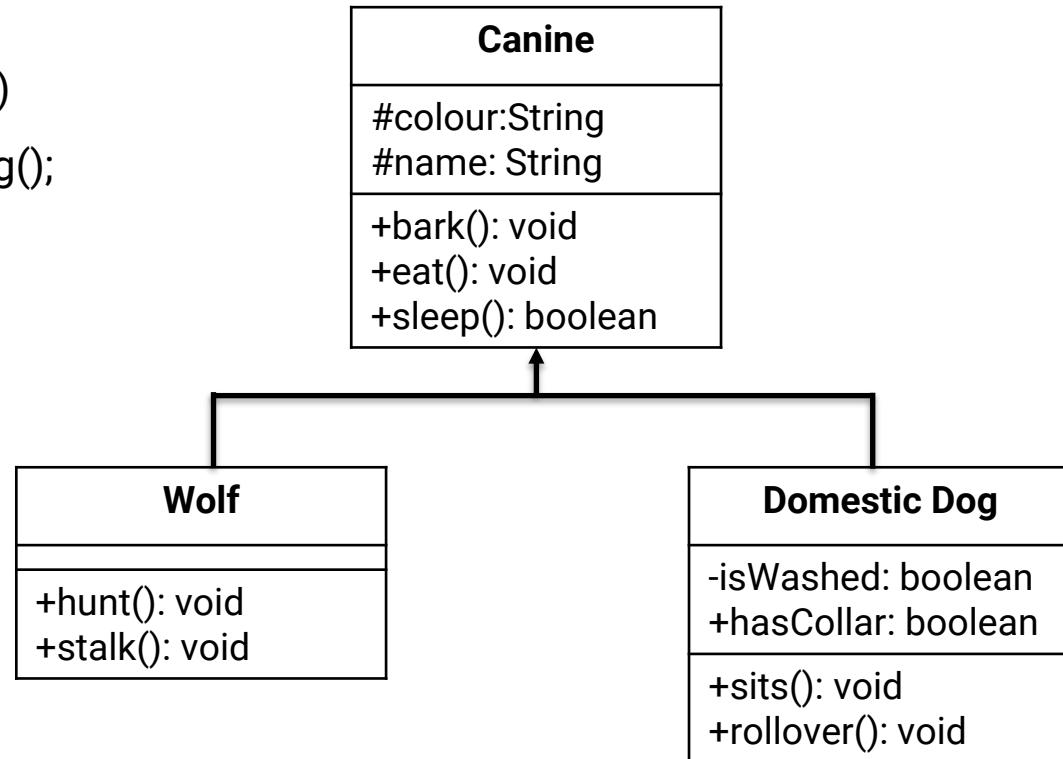 )
g();
Canine
#colour:String
#name: String
+bark(): void
+eat(): void
+sleep(): boolean
Wolf
+hunt(): void
+stalk(): void
Domestic Dog
-isWashed: boolean
+hasCollar: boolean
+sits(): void
+rollover(): void